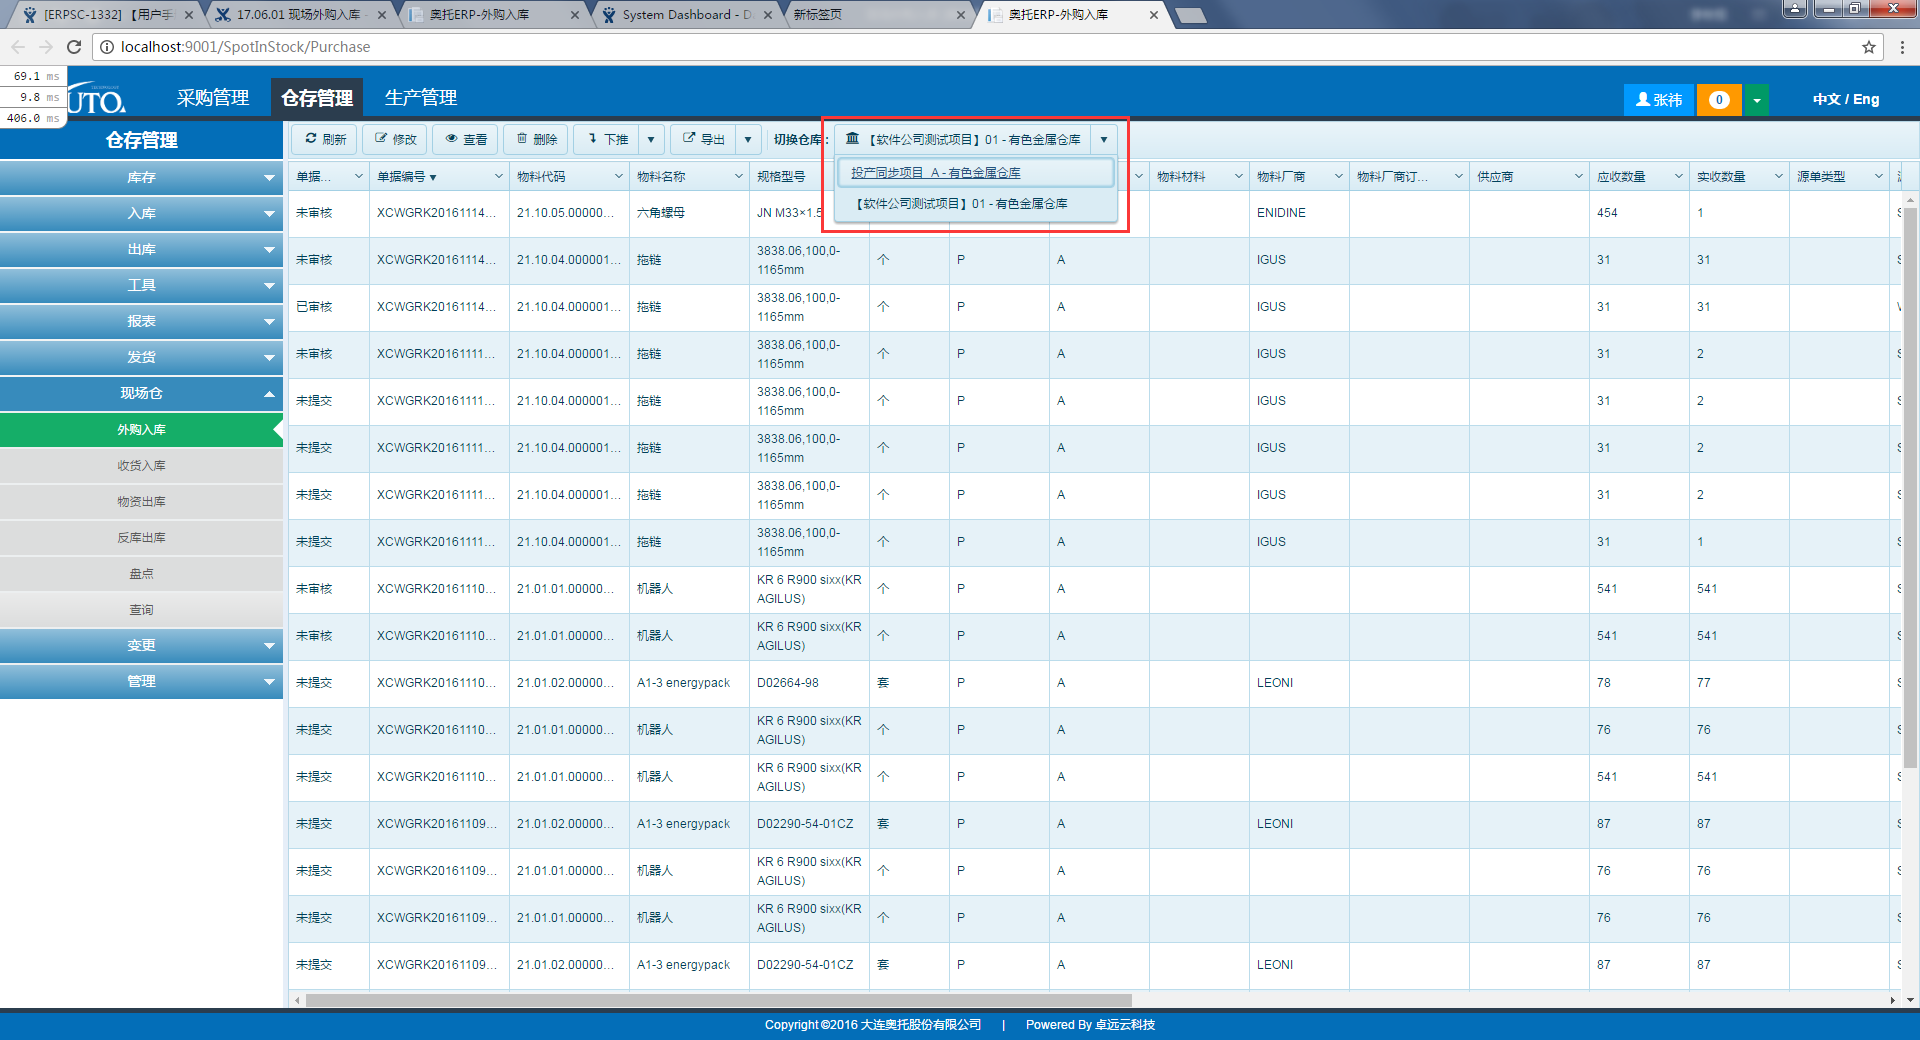 [ERPSC-1332] 【用户手
17.06.01 现场外购入库 -
奥托ERP-外购入库
System Dashboard - D
新标签页
奥托ERP-外购入库
localhost:9001/SpotInStock/Purchase
69.1 ms
9.8 ms
406.0 ms
UTO.
采购管理
仓存管理
生产管理
张祎
0
中文 / Eng
仓存管理
库存
入库
出库
工具
报表
发货
现场仓
外购入库
收货入库
物资出库
反库出库
盘点
查询
变更
管理
刷新
修改
查看
删除
下推
导出
切换仓库:
【软件公司测试项目】01 - 有色金属仓库
投产同步项目_A - 有色金属仓库
【软件公司测试项目】01 - 有色金属仓库
单据... 单据编号 物料代码 物料名称 规格型号 物料材料 物料厂商 物料厂商订... 供应商 应收数量 实收数量 源单类型
未审核 XCWGRK20161114... 21.10.05.00000... 六角螺母 JN M33×1.5 ENIDINE 454 1
未审核 XCWGRK20161114... 21.10.04.000001... 拖链 3838.06,100,0-1165mm 个 P A IGUS 31 31
已审核 XCWGRK20161114... 21.10.04.000001... 拖链 3838.06,100,0-1165mm 个 P A IGUS 31 31
未审核 XCWGRK20161111... 21.10.04.000001... 拖链 3838.06,100,0-1165mm 个 P A IGUS 31 2
未提交 XCWGRK20161111... 21.10.04.000001... 拖链 3838.06,100,0-1165mm 个 P A IGUS 31 2
未提交 XCWGRK20161111... 21.10.04.000001... 拖链 3838.06,100,0-1165mm 个 P A IGUS 31 2
未提交 XCWGRK20161111... 21.10.04.000001... 拖链 3838.06,100,0-1165mm 个 P A IGUS 31 2
未提交 XCWGRK20161111... 21.10.04.000001... 拖链 3838.06,100,0-1165mm 个 P A IGUS 31 1
未审核 XCWGRK20161110... 21.01.01.00000... 机器人 KR 6 R900 sixx(KR AGILUS) 个 P A 541 541
未审核 XCWGRK20161110... 21.01.01.00000... 机器人 KR 6 R900 sixx(KR AGILUS) 个 P A 541 541
未提交 XCWGRK20161110... 21.01.02.00000... A1-3 energypack D02664-98 套 P A LEONI 78 77
未提交 XCWGRK20161110... 21.01.01.00000... 机器人 KR 6 R900 sixx(KR AGILUS) 个 P A 76 76
未提交 XCWGRK20161110... 21.01.01.00000... 机器人 KR 6 R900 sixx(KR AGILUS) 个 P A 541 541
未提交 XCWGRK20161109... 21.01.02.00000... A1-3 energypack D02290-54-01CZ 套 P A LEONI 87 87
未提交 XCWGRK20161109... 21.01.01.00000... 机器人 KR 6 R900 sixx(KR AGILUS) 个 P A 76 76
未提交 XCWGRK20161109... 21.01.01.00000... 机器人 KR 6 R900 sixx(KR AGILUS) 个 P A 76 76
未提交 XCWGRK20161109... 21.01.02.00000... A1-3 energypack D02290-54-01CZ 套 P A LEONI 87 87
Copyright ©2016 大连奥托股份有限公司 | Powered By 卓远云科技